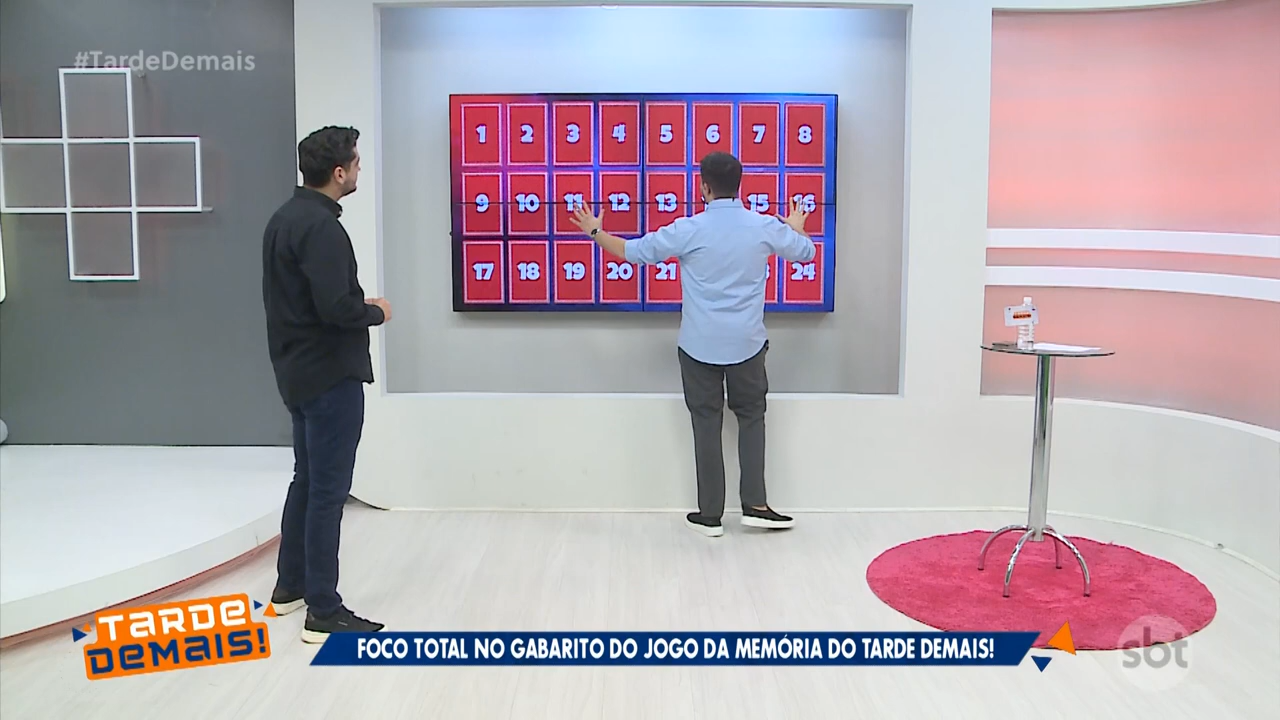 #TardeDemais
1 2 3 4 5 6 7 8
9 10 11 12 13 15 16
17 18 19 20 21 24
TARDE
DEMAIS!
FOCO TOTAL NO GABARITO DO JOGO DA MEMÓRIA DO TARDE DEMAIS!
sbt